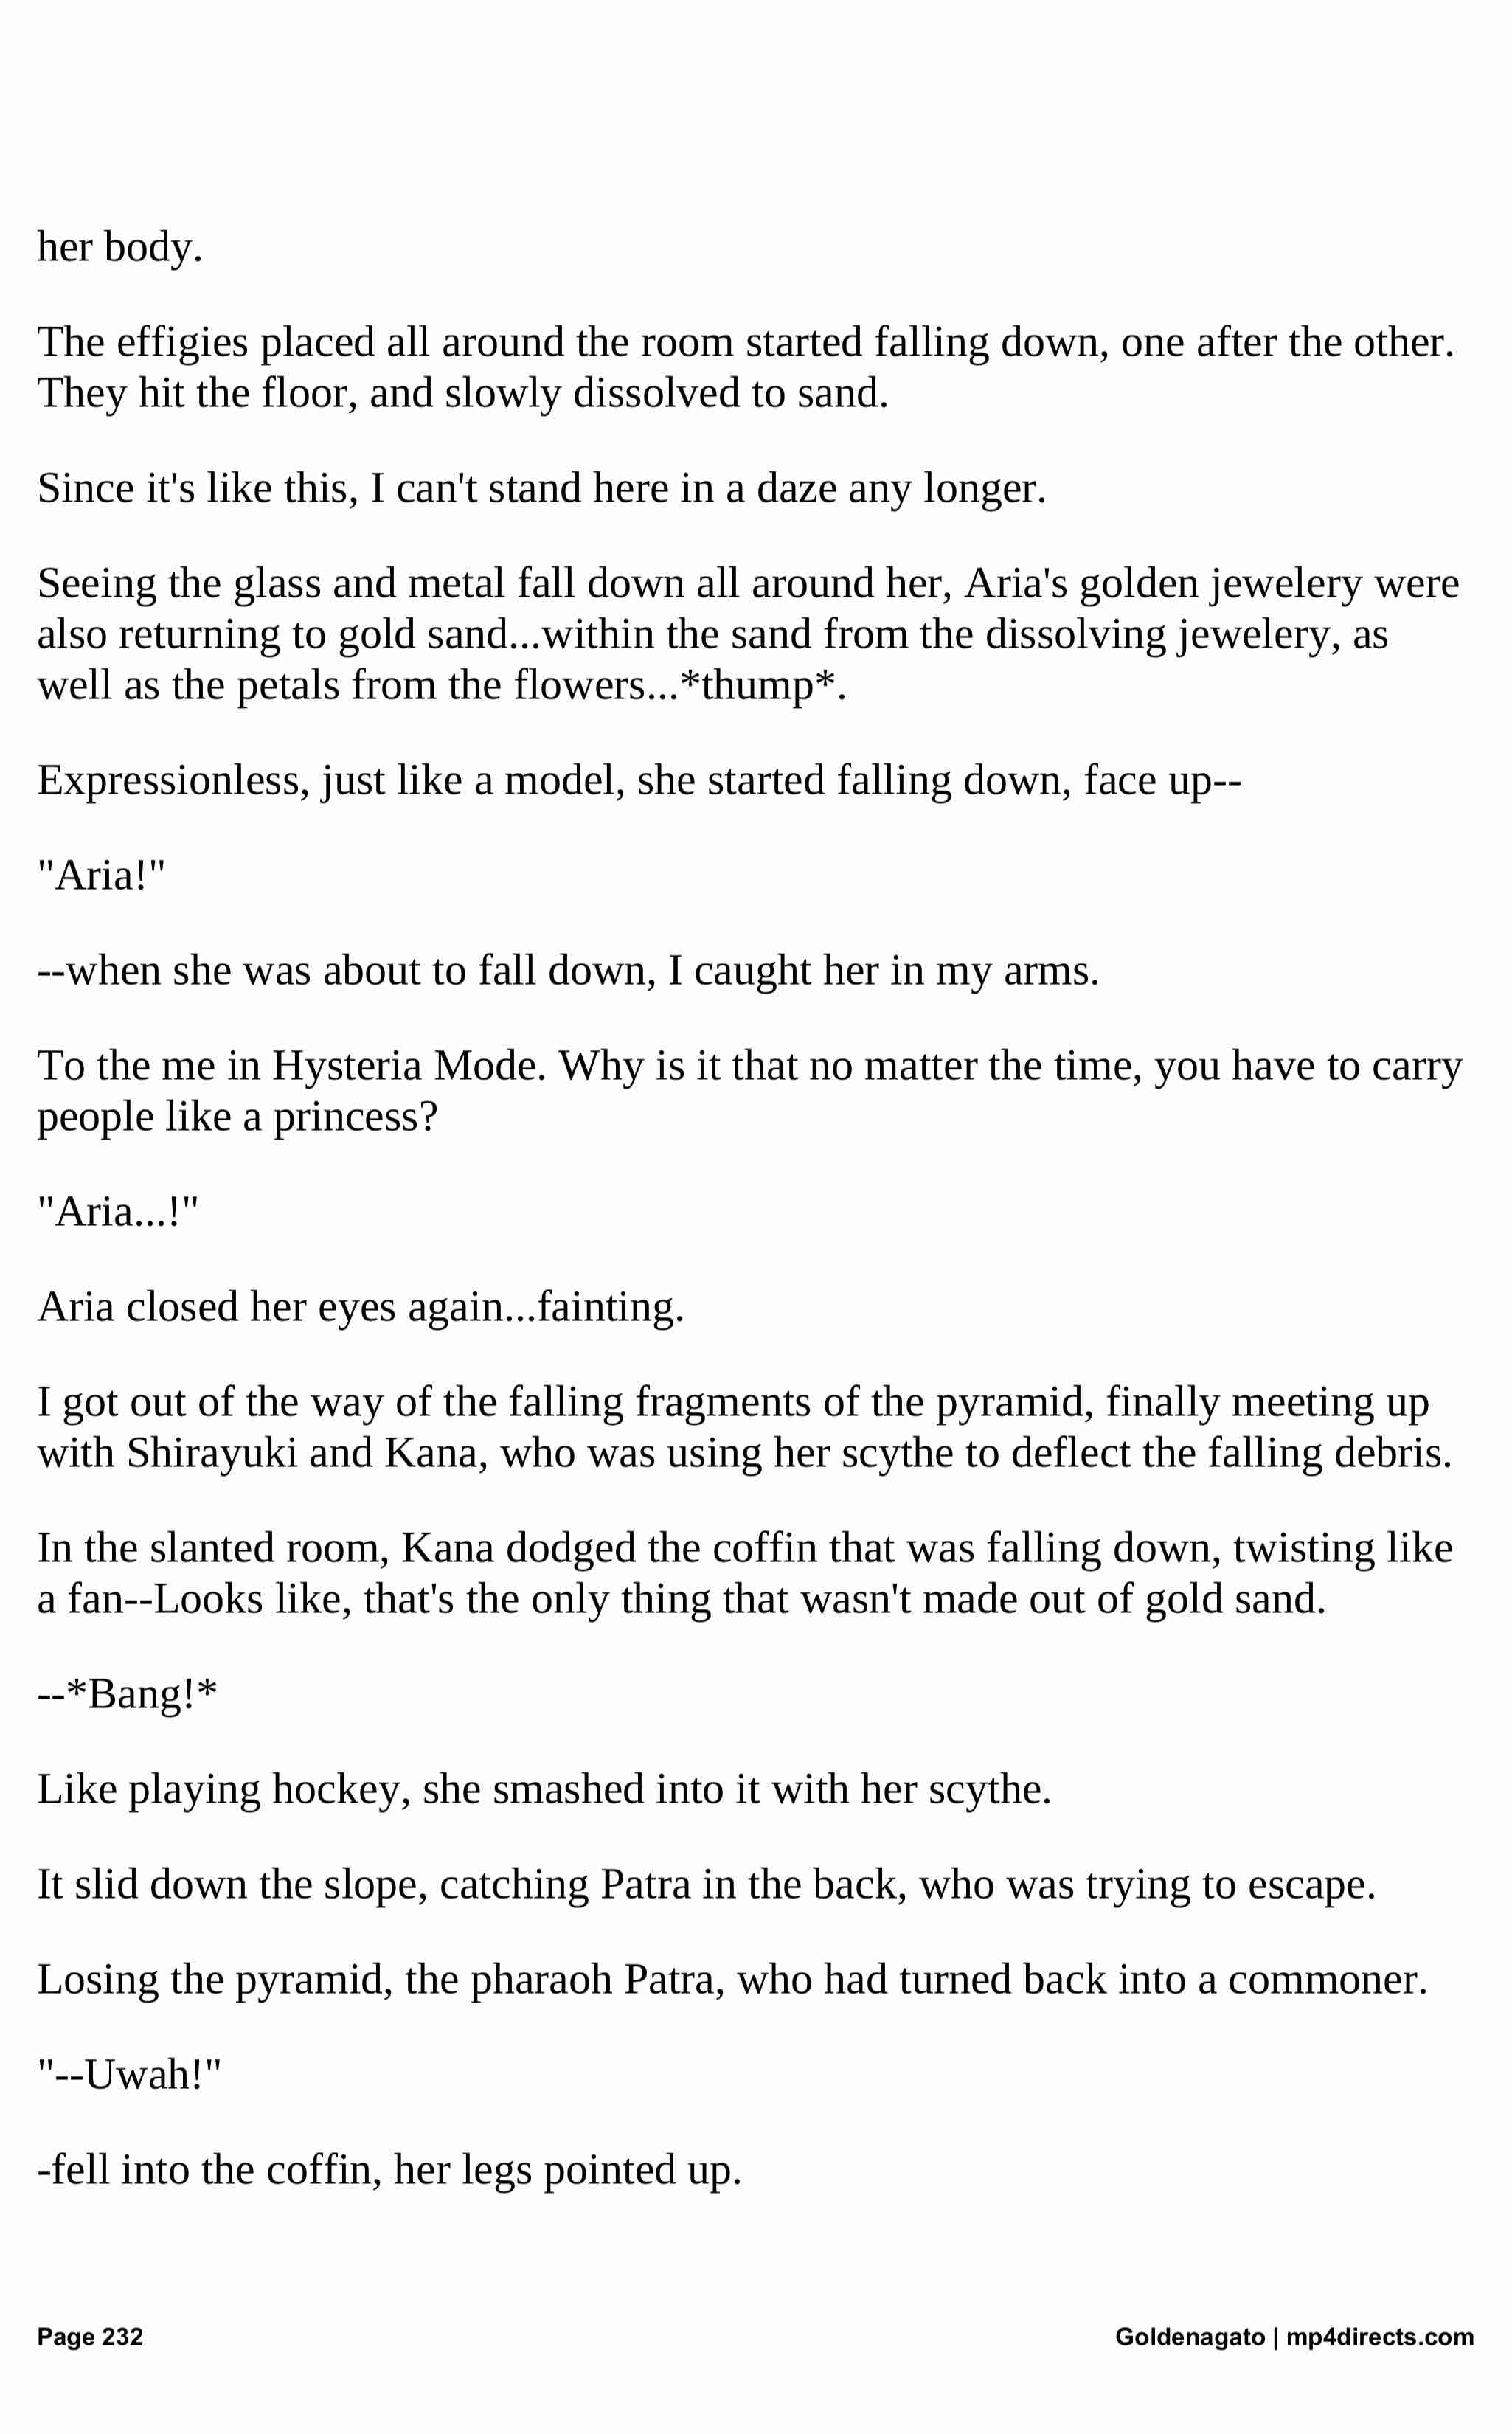 her body.
The effigies placed all around the room started falling down, one after the other.
They hit the floor, and slowly dissolved to sand.
Since it's like this, I can't stand here in a daze any longer.
Seeing the glass and metal fall down all around her, Aria's golden jewelery were
also returning to gold sand...within the sand from the dissolving jewelery, as
well as the petals from the flowers...*thump*.
Expressionless, just like a model, she started falling down, face up--
"Aria!"
--when she was about to fall down, I caught her in my arms.
To the me in Hysteria Mode. Why is it that no matter the time, you have to carry
people like a princess?
"Aria...!"
Aria closed her eyes again...fainting.
I got out of the way of the falling fragments of the pyramid, finally meeting up
with Shirayuki and Kana, who was using her scythe to deflect the falling debris.
In the slanted room, Kana dodged the coffin that was falling down, twisting like
a fan--Looks like, that's the only thing that wasn't made out of gold sand.
--*Bang!*
Like playing hockey, she smashed into it with her scythe.
It slid down the slope, catching Patra in the back, who was trying to escape.
Losing the pyramid, the pharaoh Patra, who had turned back into a commoner.
"--Uwah!"
-fell into the coffin, her legs pointed up.
Page 232
Goldenagato | mp4directs.com